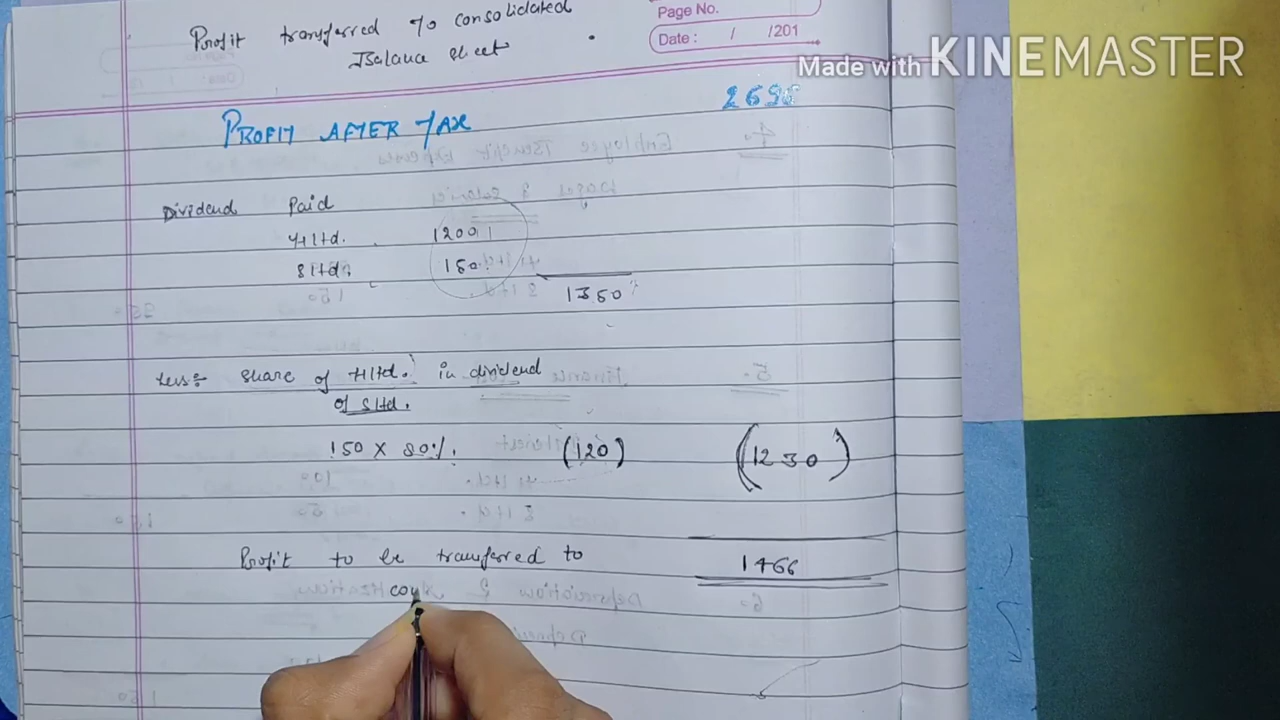 Page No.
Date : / /201
Made with KINEMASTER
Profit transferred to consolidated
Balance sheet
PROFIT AFTER TAX 2696
Dividend Paid
H ltd. 1200
S ltd. 150
1350
less:- share of H ltd. in dividend
of S ltd.
150 X 80%. (120) (1230)
Profit to be transferred to 1466
con